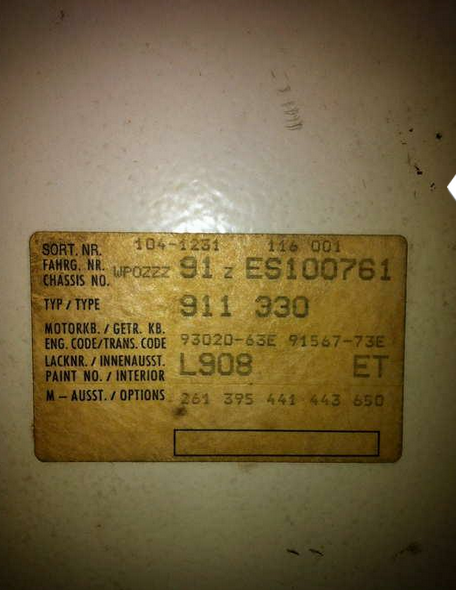 SORT. NR. 104-1231 116 001
FAHRG. NR.
CHASSIS NO. WPOZZZ 91 Z ES100761
TYP / TYPE 911 330
MOTORKB. / GETR. KB.
ENG. CODE/TRANS. CODE 93020-63E 91567-73E
LACKNR. / INNENAUSST.
PAINT NO. / INTERIOR L908 ET
M – AUSST. / OPTIONS 261 395 441 443 650